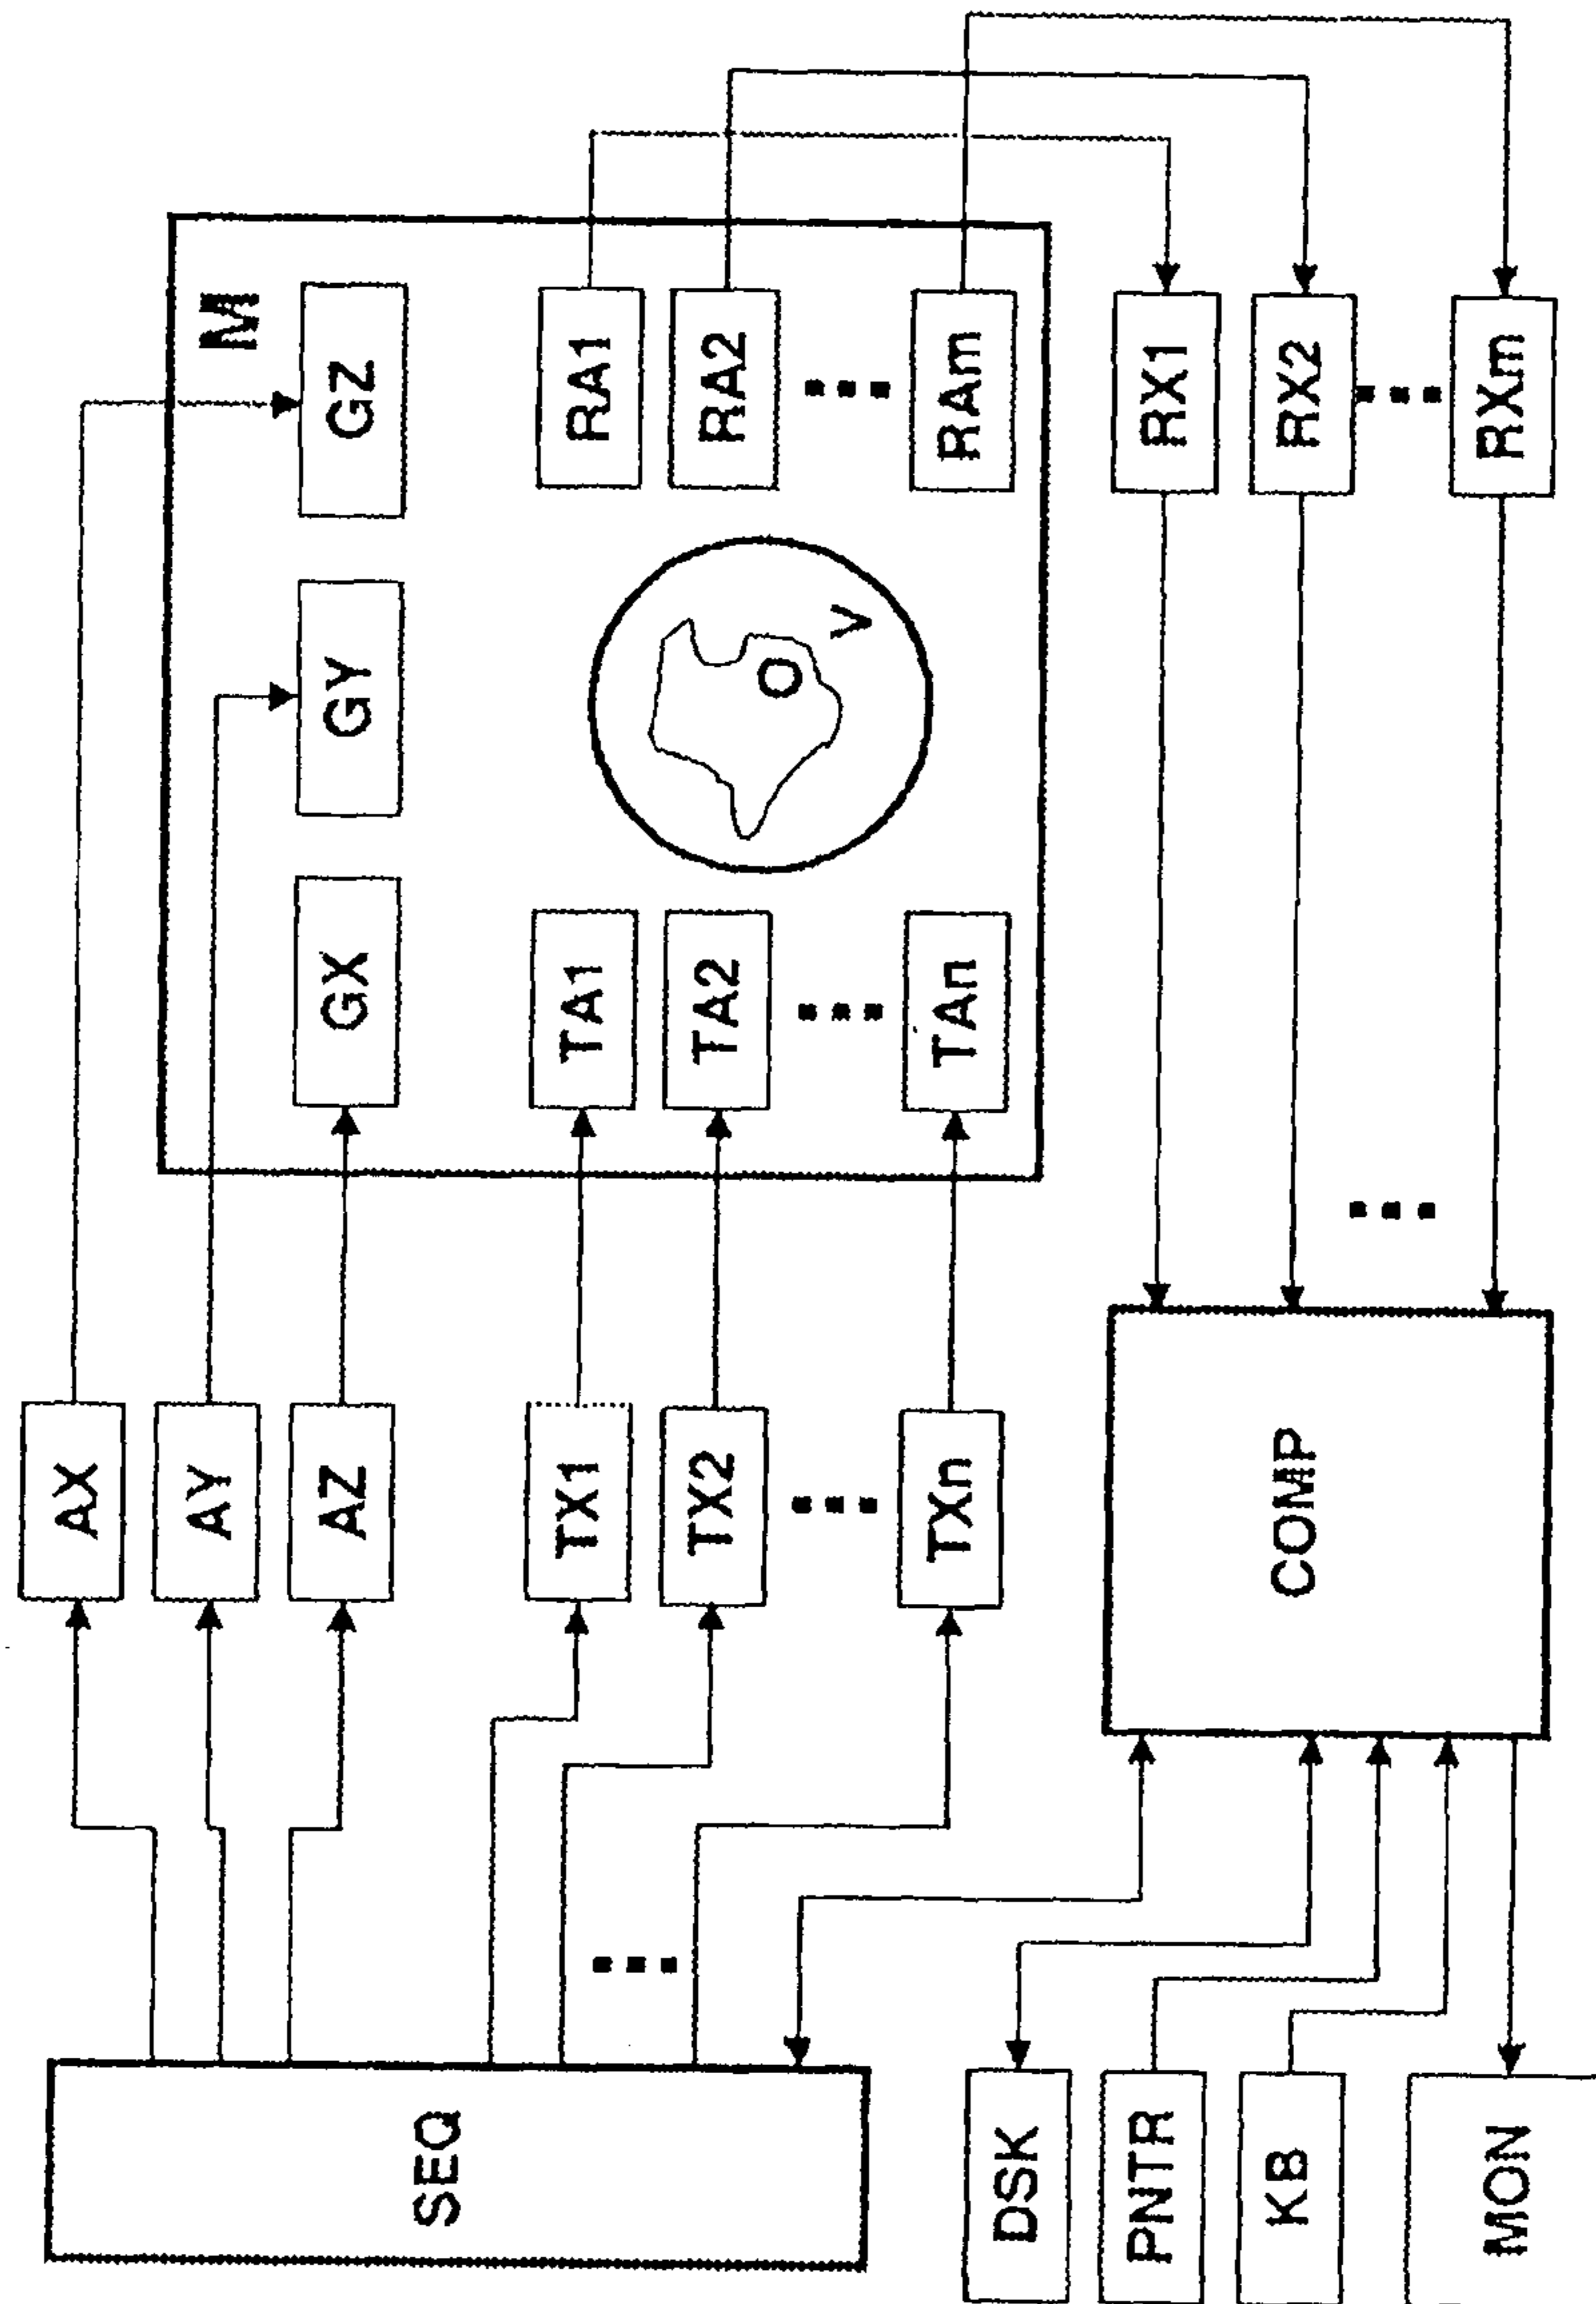 SEQ
AX
AY
AZ
TX1
TX2
TXn
M
GX
GY
GZ
TA1
TA2
TAn
O
V
RA1
RA2
RAm
RX1
RX2
RXm
COMP
DSK
PNTR
KB
MON